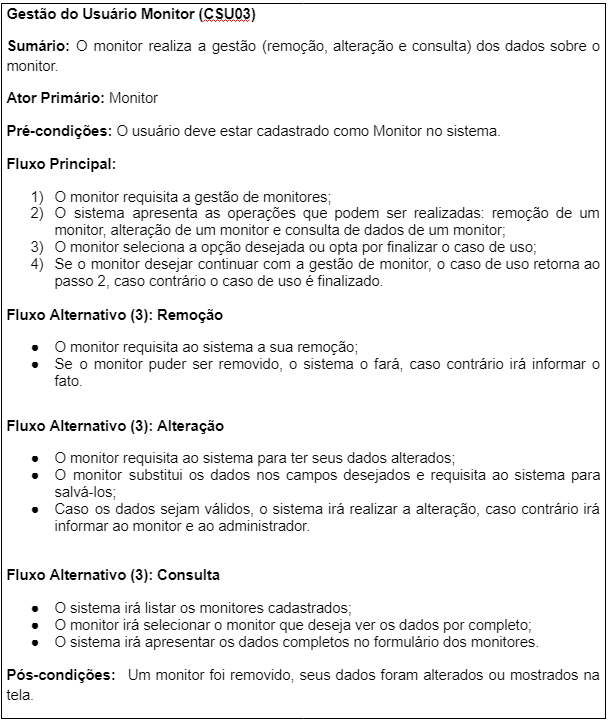 Gestão do Usuário Monitor (CSU03)
Sumário: O monitor realiza a gestão (remoção, alteração e consulta) dos dados sobre o
monitor.
Ator Primário: Monitor
Pré-condições: O usuário deve estar cadastrado como Monitor no sistema.
Fluxo Principal:
1) O monitor requisita a gestão de monitores;
2) O sistema apresenta as operações que podem ser realizadas: remoção de um
monitor, alteração de um monitor e consulta de dados de um monitor;
3) O monitor seleciona a opção desejada ou opta por finalizar o caso de uso;
4) Se o monitor desejar continuar com a gestão de monitor, o caso de uso retorna ao
passo 2, caso contrário o caso de uso é finalizado.
Fluxo Alternativo (3): Remoção
● O monitor requisita ao sistema a sua remoção;
● Se o monitor puder ser removido, o sistema o fará, caso contrário irá informar o
fato.
Fluxo Alternativo (3): Alteração
● O monitor requisita ao sistema para ter seus dados alterados;
● O monitor substitui os dados nos campos desejados e requisita ao sistema para
salvá-los;
● Caso os dados sejam válidos, o sistema irá realizar a alteração, caso contrário irá
informar ao monitor e ao administrador.
Fluxo Alternativo (3): Consulta
● O sistema irá listar os monitores cadastrados;
● O monitor irá selecionar o monitor que deseja ver os dados por completo;
● O sistema irá apresentar os dados completos no formulário dos monitores.
Pós-condições: Um monitor foi removido, seus dados foram alterados ou mostrados na
tela.